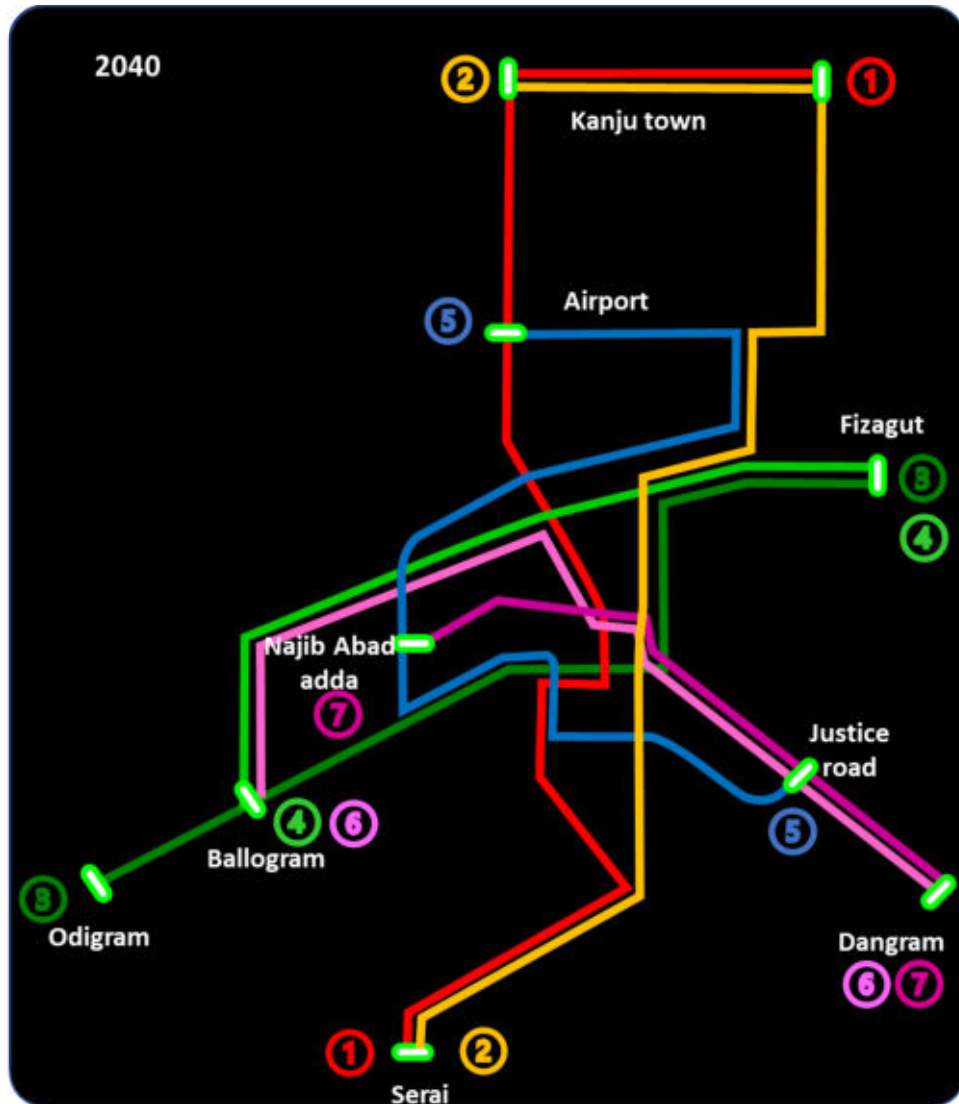 2040
2
1
Kanju town
5
Airport
Fizagut
3
4
Najib Abad
adda
7
Justice
road
5
4 6
Ballogram
3
Odigram
Dangram
6 7
1
2
Serai